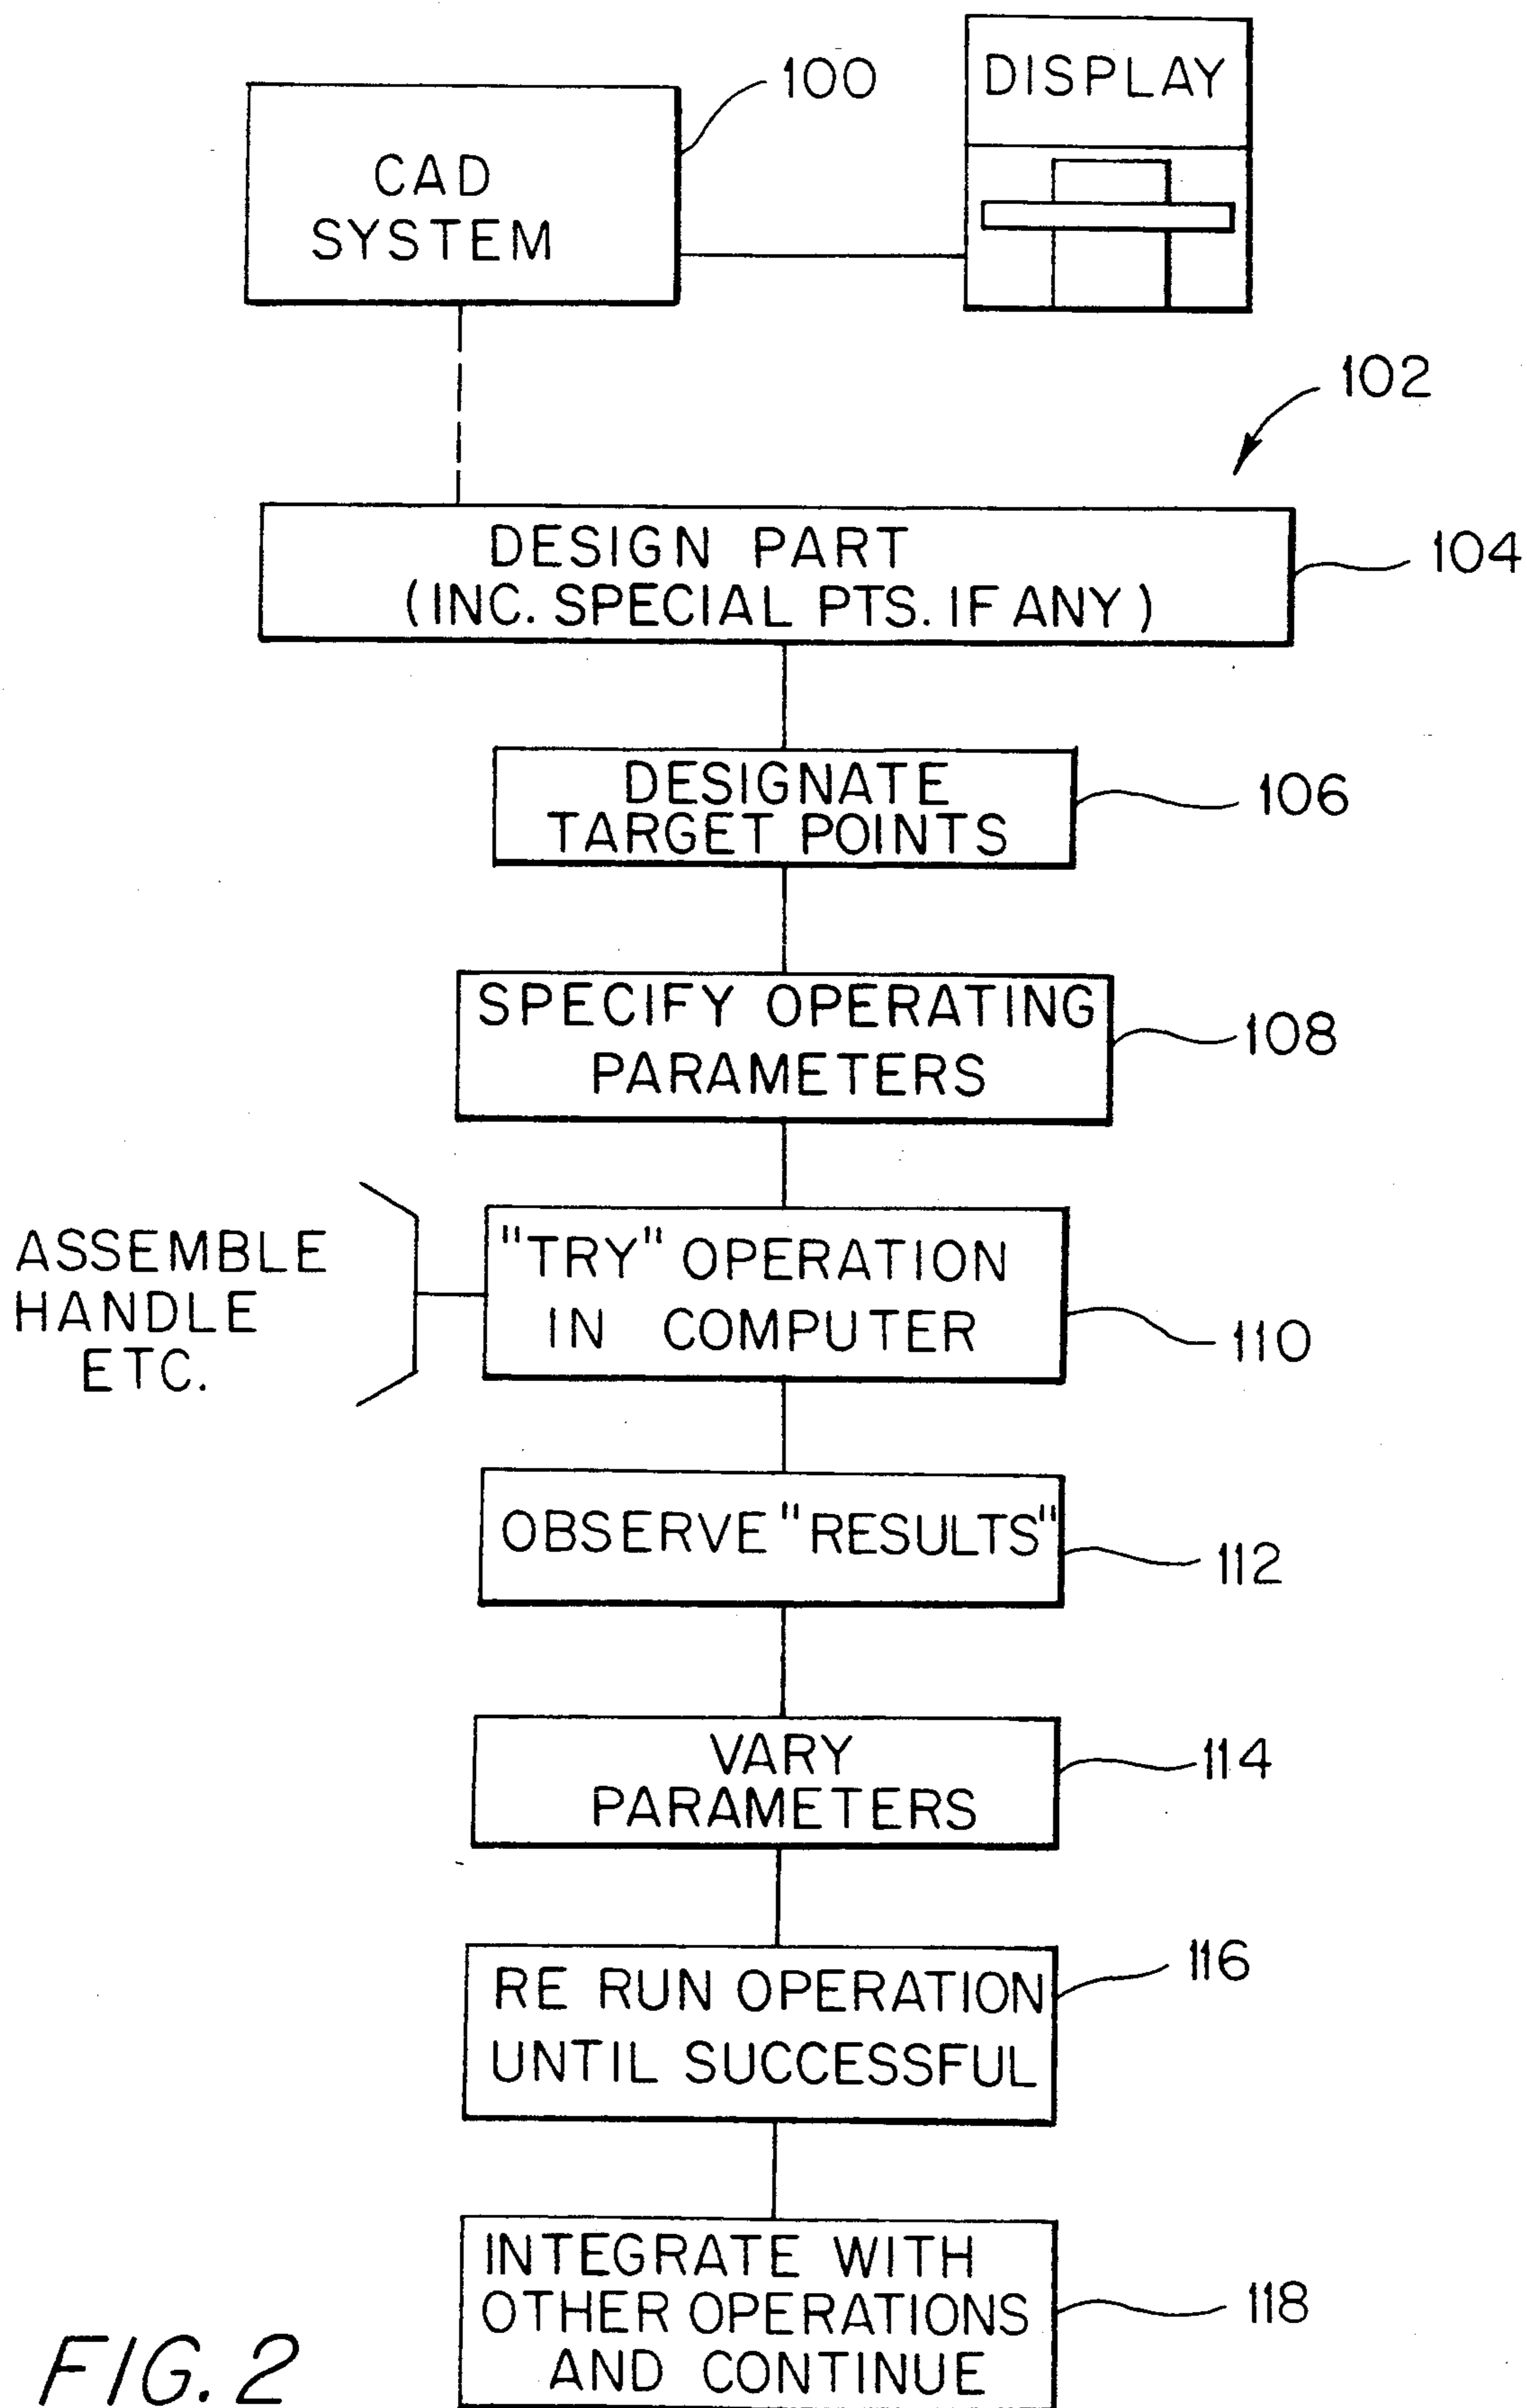 CAD
SYSTEM
100
DISPLAY
102
DESIGN PART
(INC. SPECIAL PTS. IF ANY)
104
DESIGNATE
TARGET POINTS
106
SPECIFY OPERATING
PARAMETERS
108
ASSEMBLE
HANDLE
ETC.
"TRY" OPERATION
IN COMPUTER
110
OBSERVE "RESULTS"
112
VARY
PARAMETERS
114
RE RUN OPERATION
UNTIL SUCCESSFUL
116
INTEGRATE WITH
OTHER OPERATIONS
AND CONTINUE
118
FIG. 2